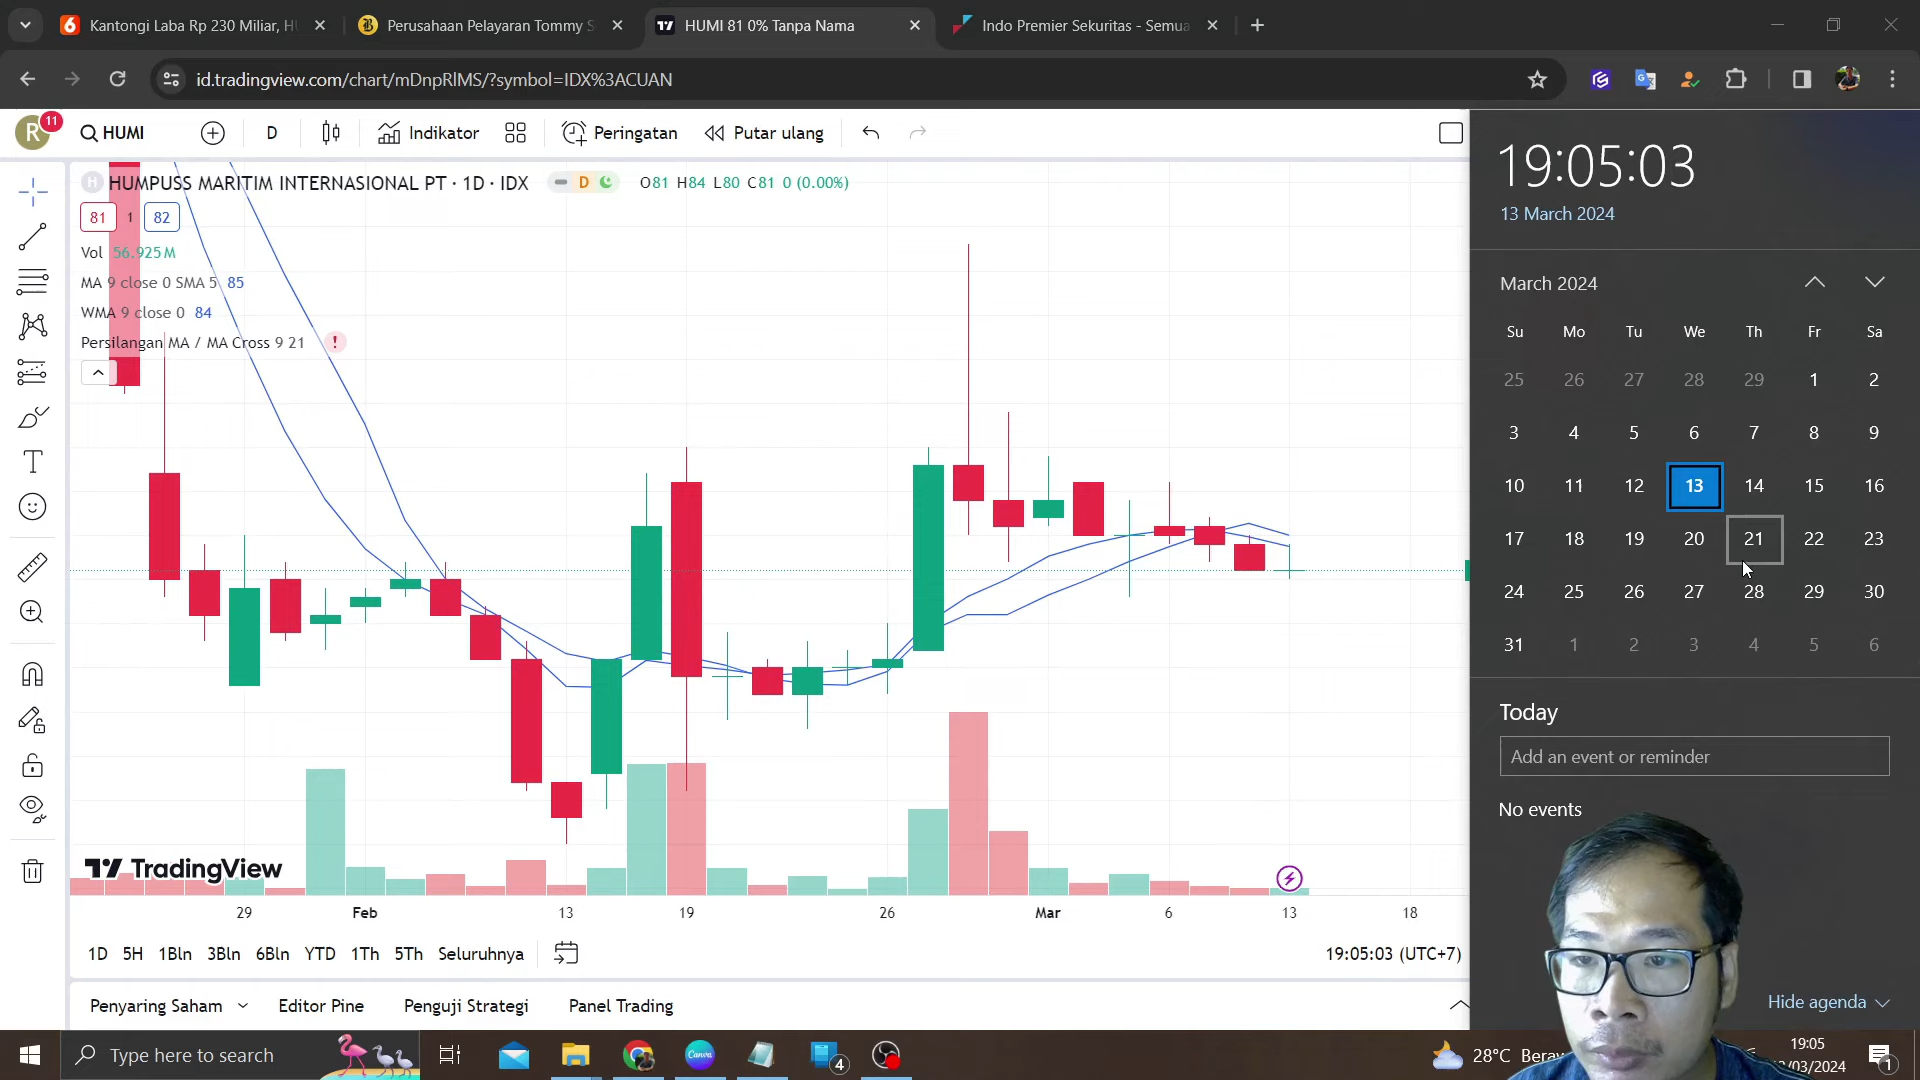 Kantongi Laba Rp 230 Miliar, HU
Perusahaan Pelayaran Tommy S
HUMI 81 0% Tanpa Nama
Indo Premier Sekuritas - Semua
id.tradingview.com/chart/mDnpRlMS/?symbol=IDX%3ACUAN
R 11
HUMI
D
Indikator
Peringatan
Putar ulang
H HUMPUSS MARITIM INTERNASIONAL PT · 1D · IDX
D
O81 H84 L80 C81 0 (0.00%)
81 1 82
Vol 56.925M
MA 9 close 0 SMA 5 85
WMA 9 close 0 84
Persilangan MA / MA Cross 9 21 !
TradingView
29 Feb 13 19 26 Mar 6 13 18
1D 5H 1Bln 3Bln 6Bln YTD 1Th 5Th Seluruhnya
19:05:03 (UTC+7)
Penyaring Saham
Editor Pine
Penguji Strategi
Panel Trading
19:05:03
13 March 2024
March 2024
Su Mo Tu We Th Fr Sa
25 26 27 28 29 1 2
3 4 5 6 7 8 9
10 11 12 13 14 15 16
17 18 19 20 21 22 23
24 25 26 27 28 29 30
31 1 2 3 4 5 6
Today
Add an event or reminder
No events
Hide agenda
Type here to search
Canva
4
28°C
19:05
/03/2024
1